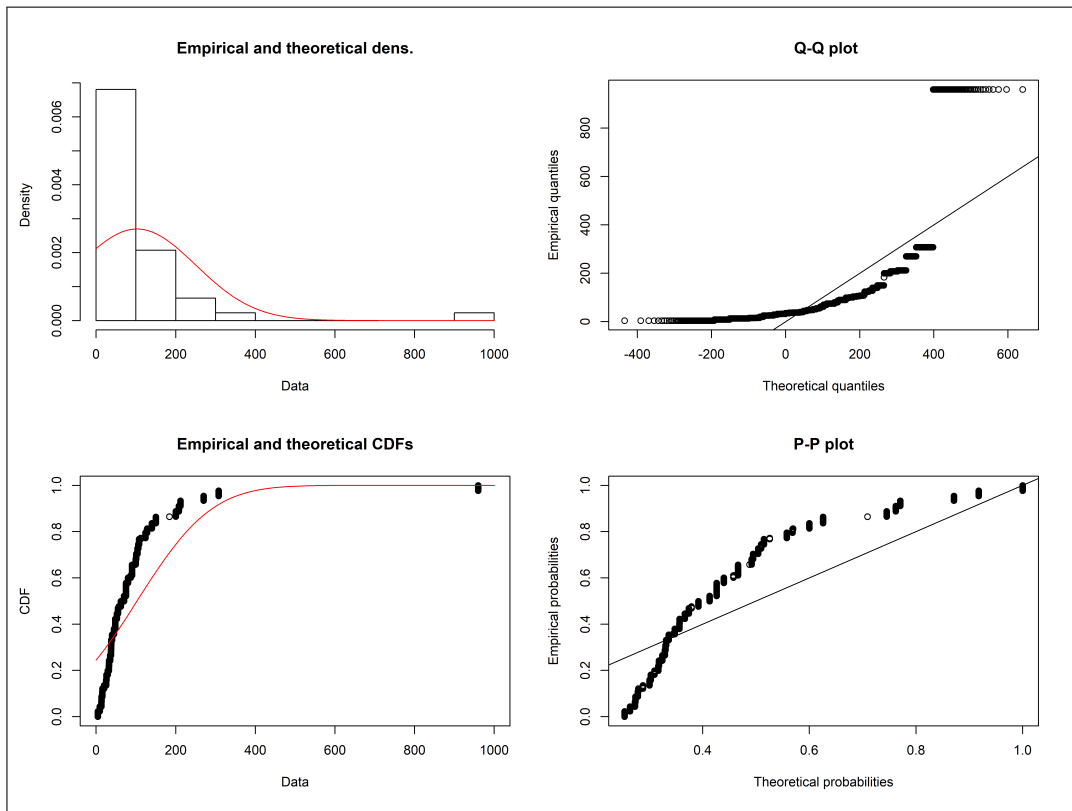 Empirical and theoretical dens.
Density
0.000
0.002
0.004
0.006
0 200 400 600 800 1000
Data
Q-Q plot
Empirical quantiles
0
200
400
600
800
-400 -200 0 200 400 600
Theoretical quantiles
Empirical and theoretical CDFs
CDF
0.0
0.2
0.4
0.6
0.8
1.0
0 200 400 600 800 1000
Data
P-P plot
Empirical probabilities
0.0
0.2
0.4
0.6
0.8
1.0
0.4 0.6 0.8 1.0
Theoretical probabilities